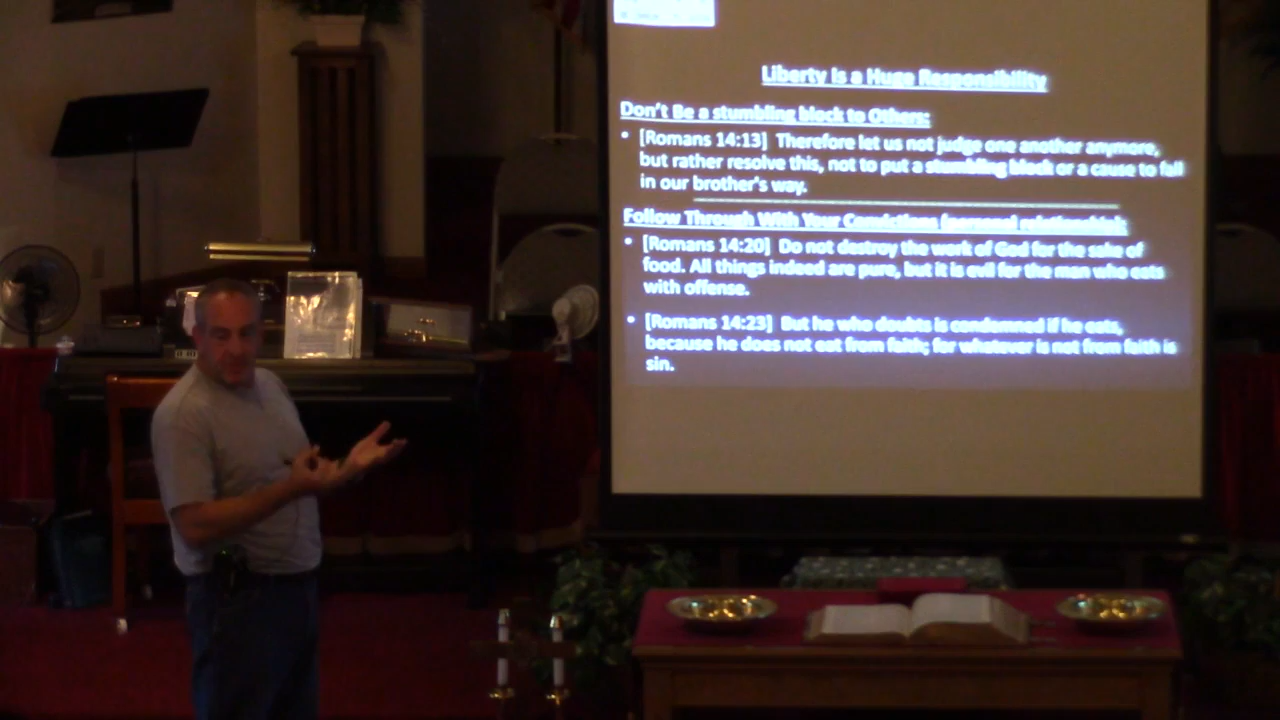 Liberty Is a Huge Responsibility
Don't Be a stumbling block to Others:
• [Romans 14:13] Therefore let us not judge one another anymore,
but rather resolve this, not to put a stumbling block or a cause to fall
in our brother's way.
Follow Through With Your Convictions (personal relationship):
• [Romans 14:20] Do not destroy the work of God for the sake of
food. All things indeed are pure, but it is evil for the man who eats
with offense.
• [Romans 14:23] But he who doubts is condemned if he eats,
because he does not eat from faith; for whatever is not from faith is
sin.